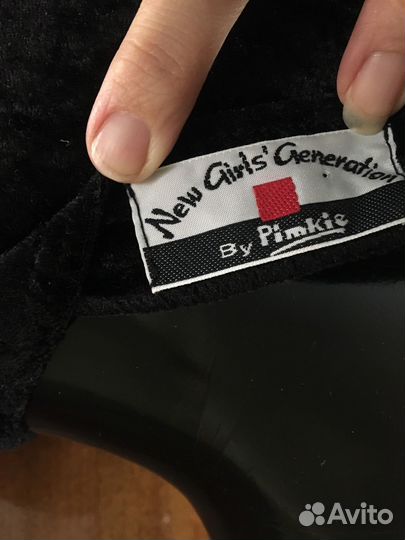 New Girls' Generation
By Pimkie
Avito